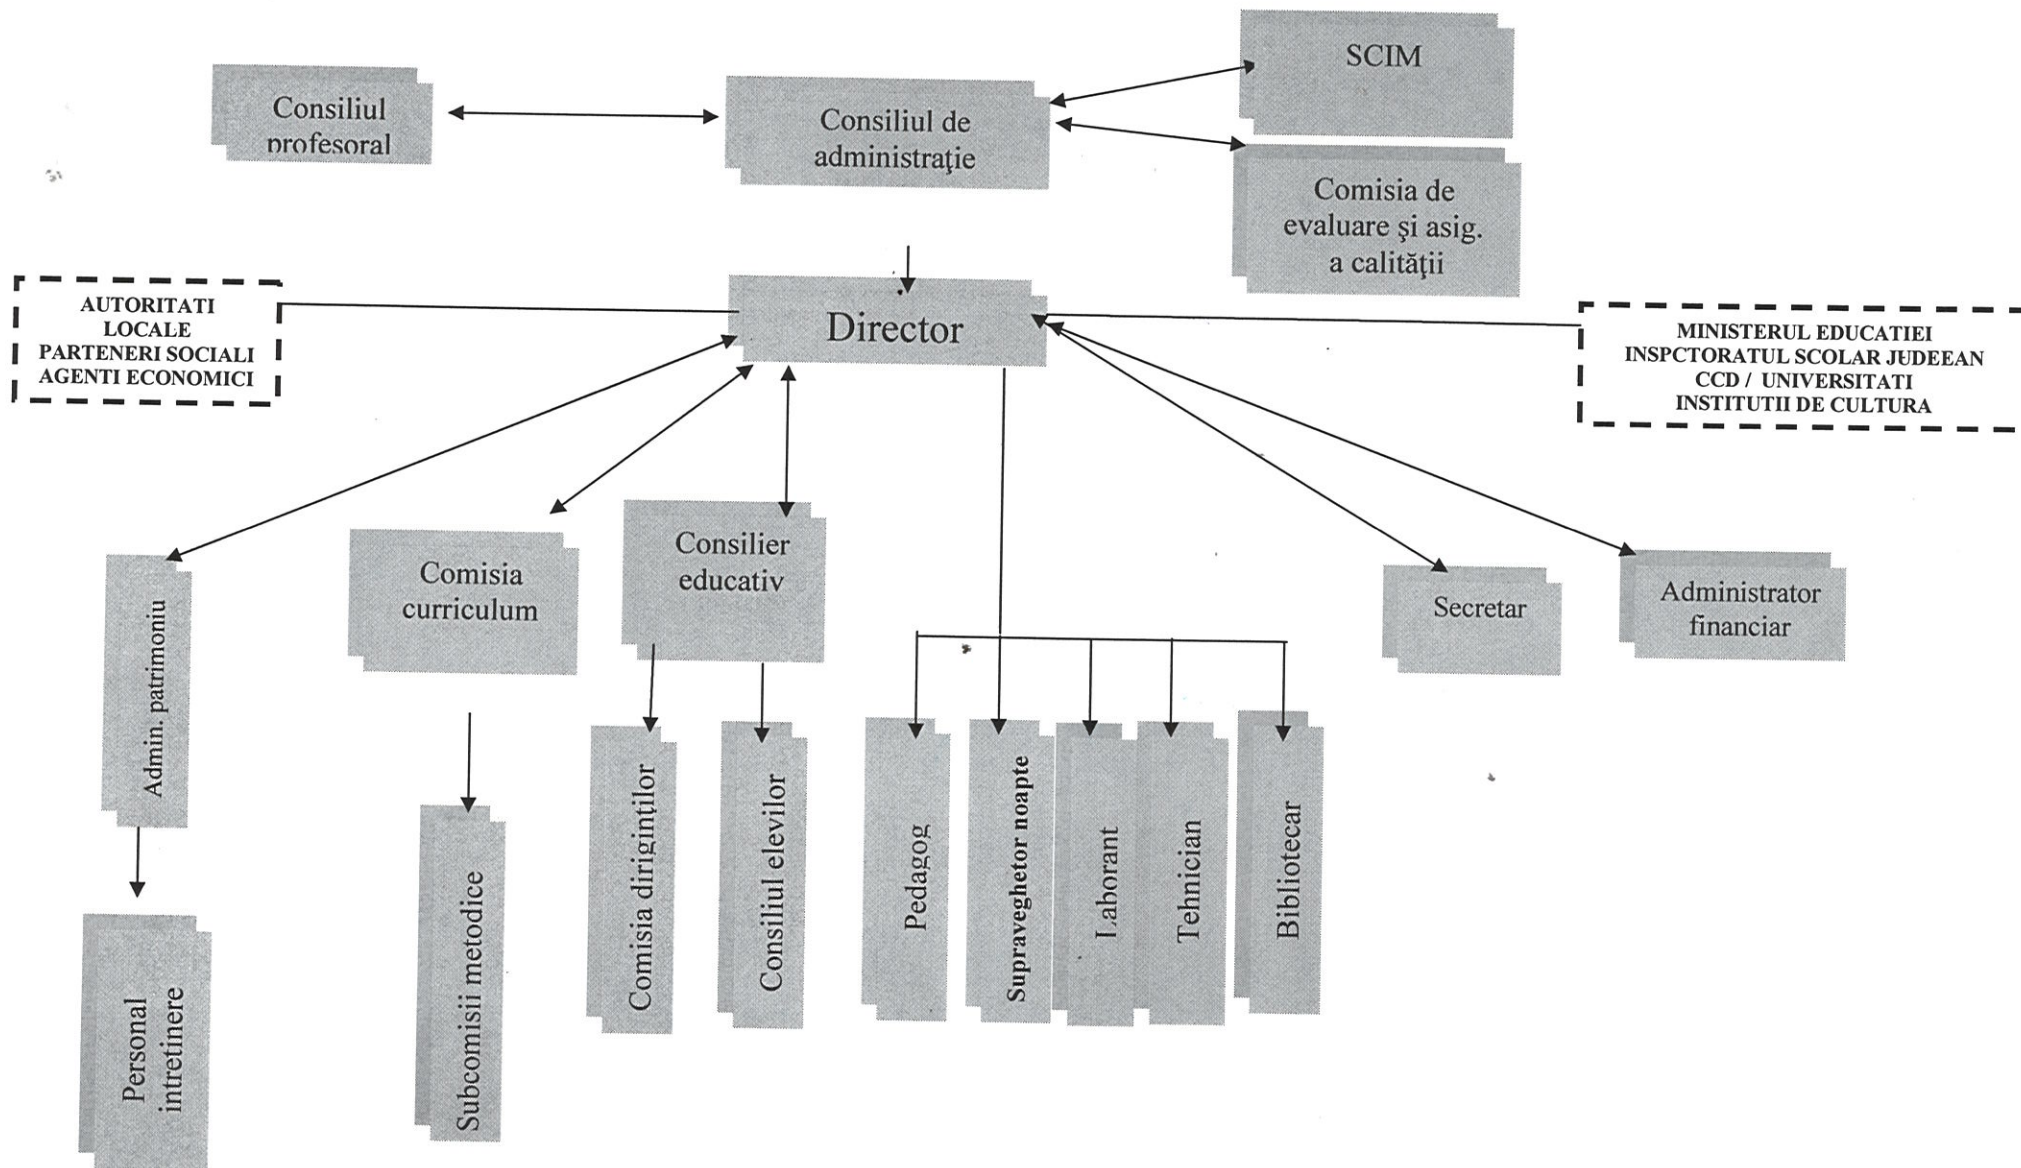 SCIM
Consiliul
profesoral
Consiliul de
administraţie
Comisia de
evaluare şi asig.
a calităţii
AUTORITATI
LOCALE
PARTENERI SOCIALI
AGENTI ECONOMICI
Director
MINISTERUL EDUCATIEI
INSPCTORATUL SCOLAR JUDEEAN
CCD / UNIVERSITATI
INSTITUTII DE CULTURA
Admin. patrimoniu
Comisia
curriculum
Consilier
educativ
Secretar
Administrator
financiar
Personal
intretinere
Subcomisii metodice
Comisia diriginţilor
Consiliul elevilor
Pedagog
Supraveghetor noapte
Laborant
Tehnician
Bibliotecar